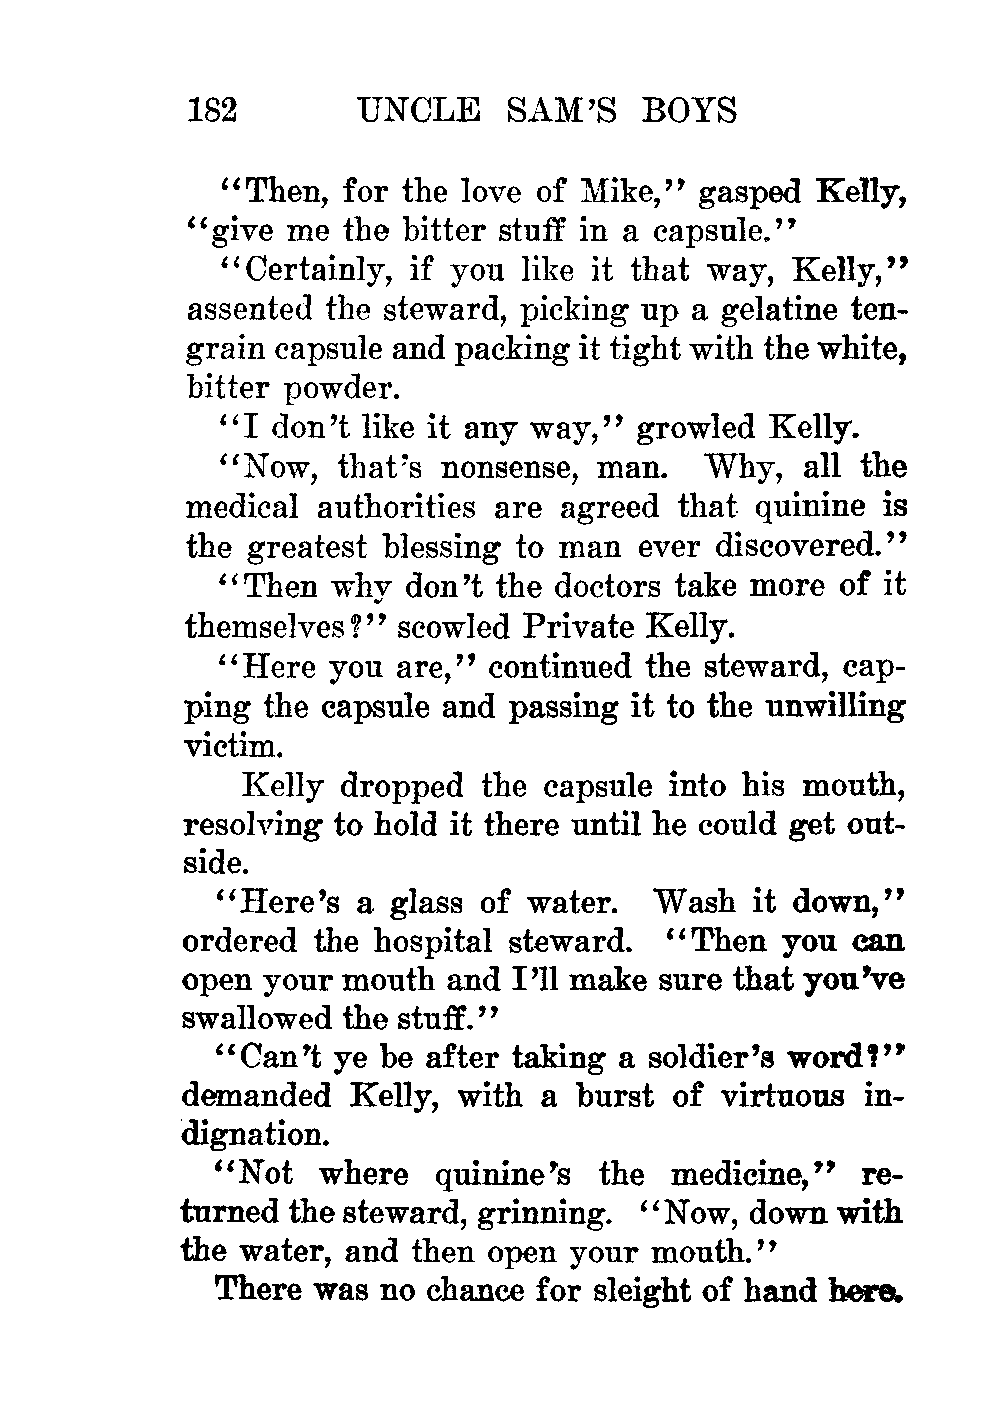 182 UNCLE SAM'S BOYS
"Then, for the love of Mike," gasped Kelly,
"give me the bitter stuff in a capsule."
"Certainly, if you like it that way, Kelly,"
assented the steward, picking up a gelatine ten-
grain capsule and packing it tight with the white,
bitter powder.
"I don't like it any way," growled Kelly.
"Now, that's nonsense, man. Why, all the
medical authorities are agreed that quinine is
the greatest blessing to man ever discovered."
"Then why don't the doctors take more of it
themselves?" scowled Private Kelly.
"Here you are," continued the steward, cap-
ping the capsule and passing it to the unwilling
victim.
Kelly dropped the capsule into his mouth,
resolving to hold it there until he could get out-
side.
"Here's a glass of water. Wash it down,"
ordered the hospital steward. "Then you can
open your mouth and I'll make sure that you've
swallowed the stuff."
"Can't ye be after taking a soldier's word?"
demanded Kelly, with a burst of virtuous in-
dignation.
"Not where quinine's the medicine," re-
turned the steward, grinning. "Now, down with
the water, and then open your mouth."
There was no chance for sleight of hand here.